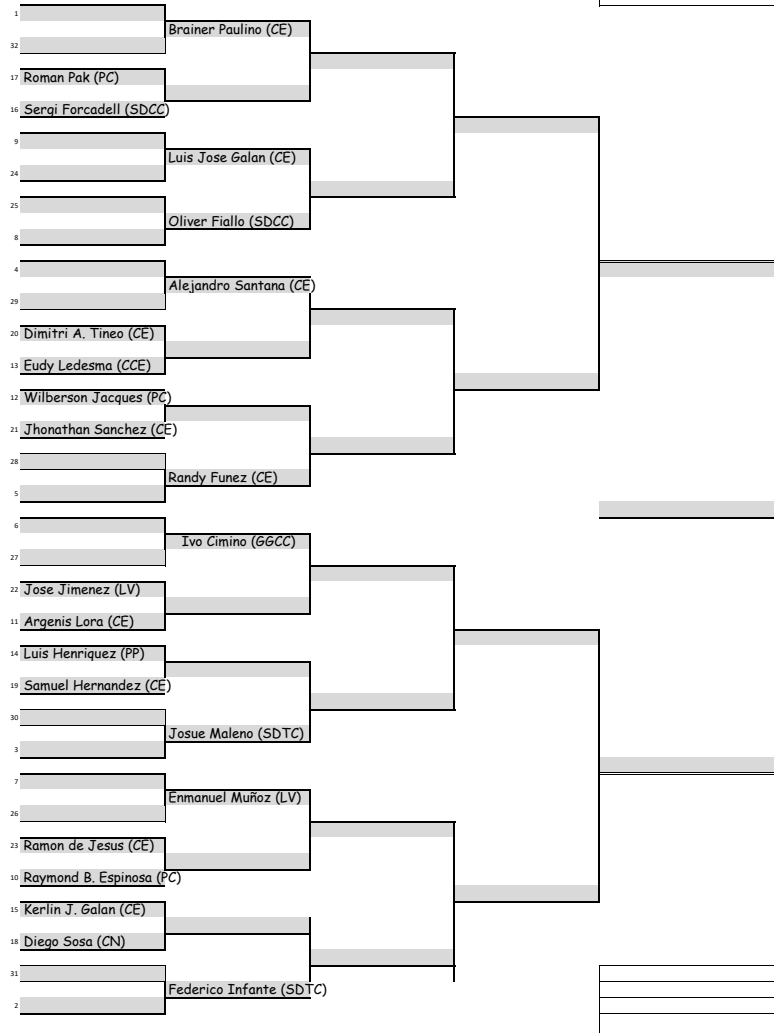 1
Brainer Paulino (CE)
32
17 Roman Pak (PC)
16 Sergi Forcadell (SDCC)
9
Luis Jose Galan (CE)
24
25
Oliver Fiallo (SDCC)
8
4
Alejandro Santana (CE)
29
20 Dimitri A. Tineo (CE)
13 Eudy Ledesma (CCE)
12 Wilberson Jacques (PC)
21 Jhonathan Sanchez (CE)
28
Randy Funez (CE)
5
6
Ivo Cimino (GGCC)
27
22 Jose Jimenez (LV)
11 Argenis Lora (CE)
14 Luis Henriquez (PP)
19 Samuel Hernandez (CE)
30
Josue Maleno (SDTC)
3
7
Enmanuel Muñoz (LV)
26
23 Ramon de Jesus (CE)
10 Raymond B. Espinosa (PC)
15 Kerlin J. Galan (CE)
18 Diego Sosa (CN)
31
Federico Infante (SDTC)
2